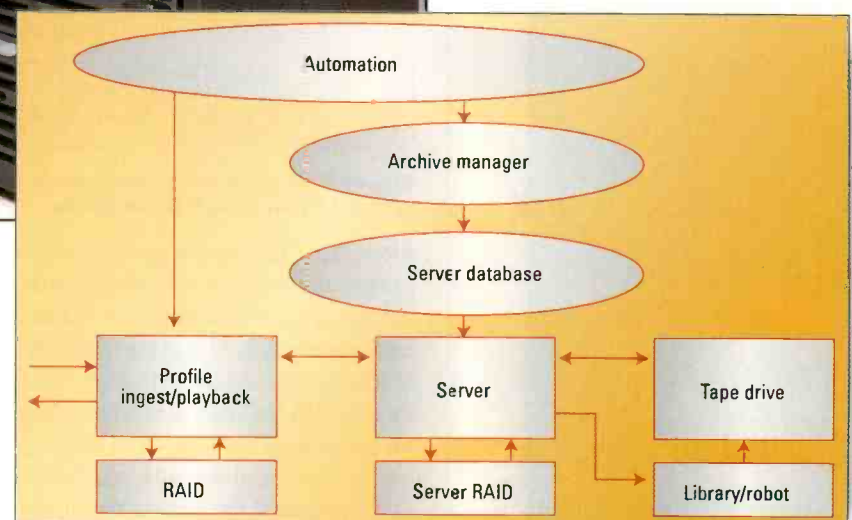 Automation
Archive manager
Server database
Profile
ingest/playback
Server
Tape drive
RAID
Server RAID
Library/robot